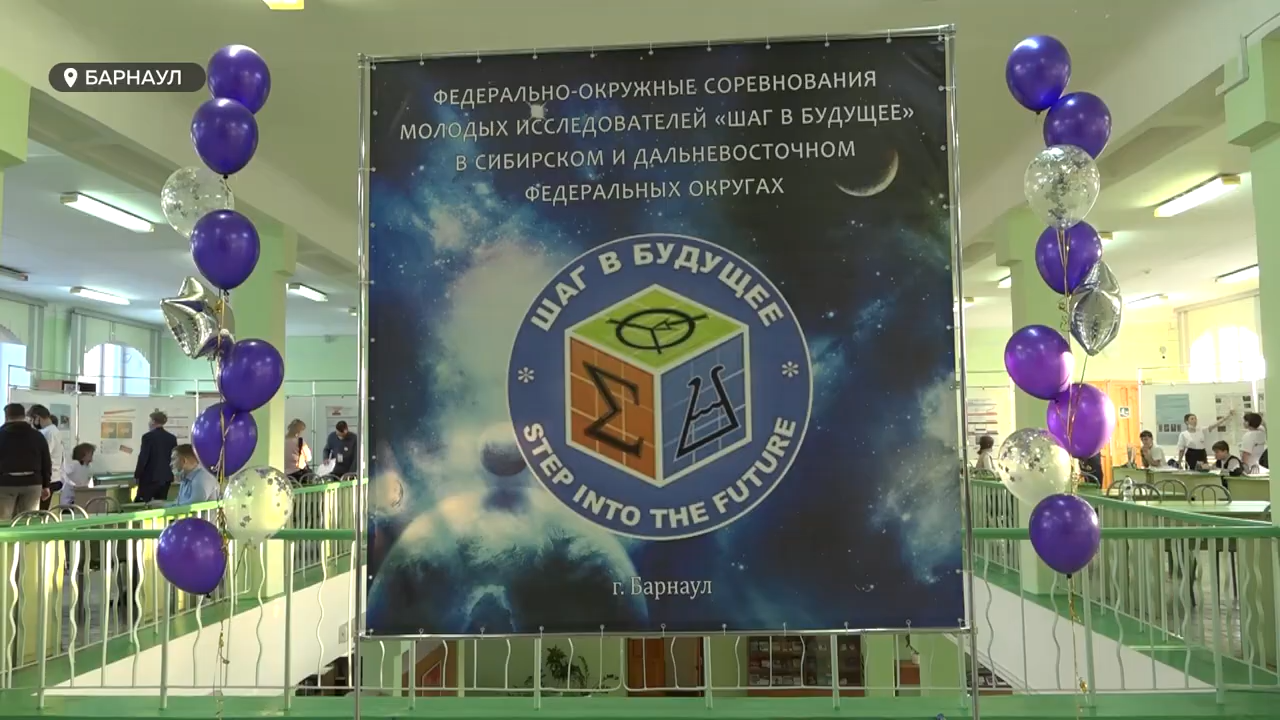 БАРНАУЛ
ФЕДЕРАЛЬНО-ОКРУЖНЫЕ СОРЕВНОВАНИЯ
МОЛОДЫХ ИССЛЕДОВАТЕЛЕЙ «ШАГ В БУДУЩЕЕ»
В СИБИРСКОМ И ДАЛЬНЕВОСТОЧНОМ
ФЕДЕРАЛЬНЫХ ОКРУГАХ
ШАГ В БУДУЩЕЕ
* *
Σ
STEP INTO THE FUTURE
г. Барнаул